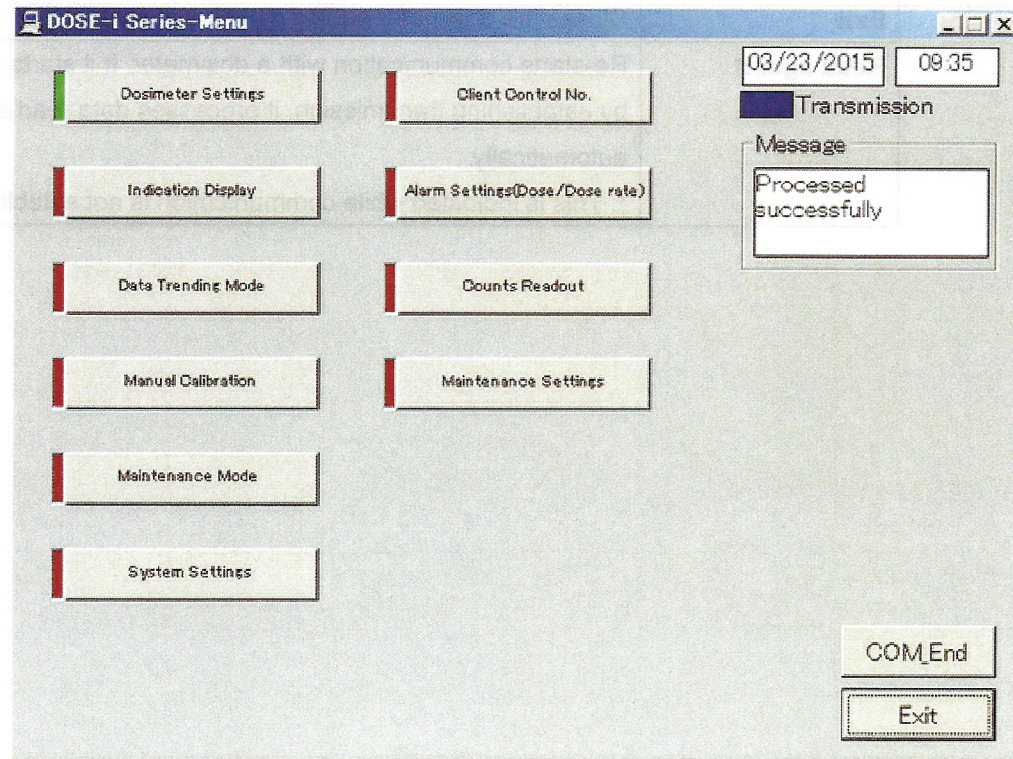 DOSE-i Series-Menu
03/23/2015 09:35
Transmission
Message
Processed
successfully
Dosimeter Settings
Client Control No.
Indication Display
Alarm Settings(Dose/Dose rate)
Data Trending Mode
Counts Readout
Manual Calibration
Maintenance Settings
Maintenance Mode
System Settings
COM_End
Exit